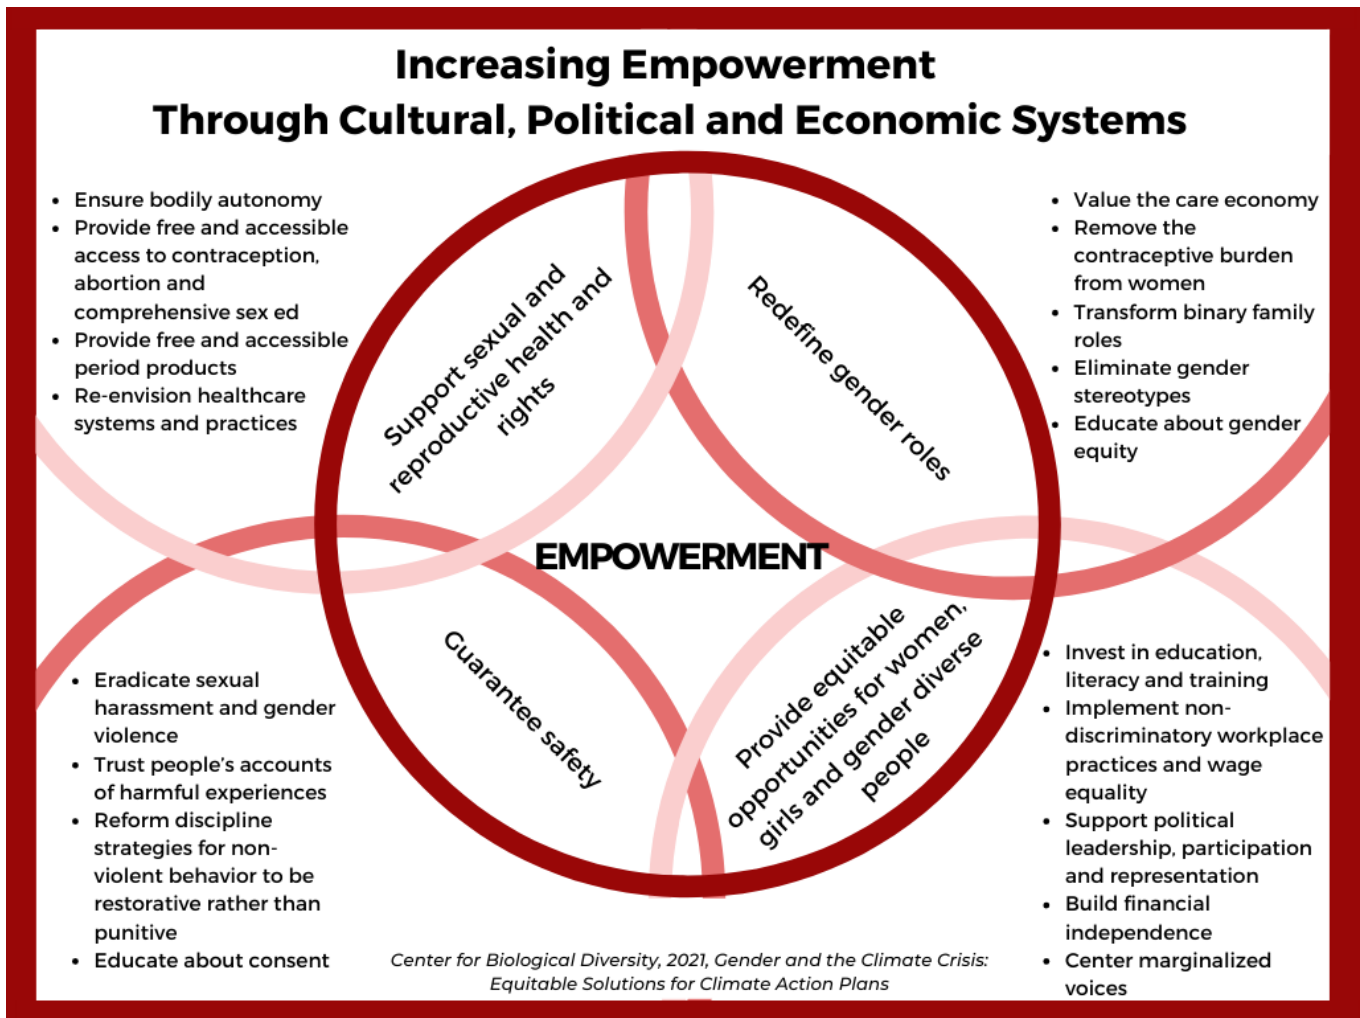 Increasing Empowerment
Through Cultural, Political and Economic Systems
• Ensure bodily autonomy
• Provide free and accessible
access to contraception,
abortion and
comprehensive sex ed
• Provide free and accessible
period products
• Re-envision healthcare
systems and practices
Support sexual and
reproductive health and
rights
Redefine gender roles
• Value the care economy
• Remove the
contraceptive burden
from women
• Transform binary family
roles
• Eliminate gender
stereotypes
• Educate about gender
equity
EMPOWERMENT
• Eradicate sexual
harassment and gender
violence
• Trust people's accounts
of harmful experiences
• Reform discipline
strategies for non-
violent behavior to be
restorative rather than
punitive
• Educate about consent
Guarantee safety
Provide equitable
opportunities for women,
girls and gender diverse
people
• Invest in education,
literacy and training
• Implement non-
discriminatory workplace
practices and wage
equality
• Support political
leadership, participation
and representation
• Build financial
independence
• Center marginalized
voices
Center for Biological Diversity, 2021, Gender and the Climate Crisis:
Equitable Solutions for Climate Action Plans